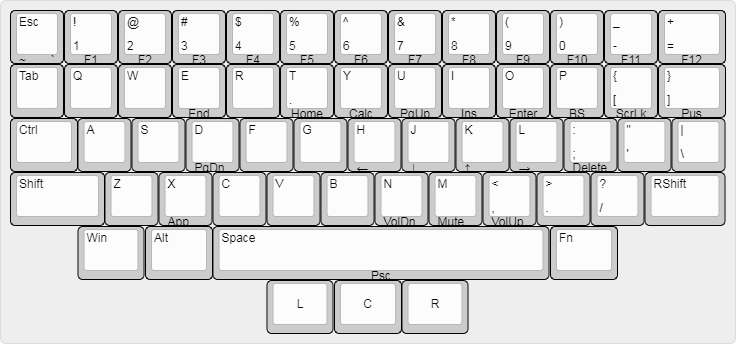 Esc ! @ # $ % ^ & * ( ) _ +
1 2 3 4 5 6 7 8 9 0 - =
~ ` F1 F2 F3 F4 F5 F6 F7 F8 F9 F10 F11 F12
Tab Q W E R T Y U I O P { }
. [ ]
End Home Calc PgUp Ins Enter BS ScrLk Pus
Ctrl A S D F G H J K L : " |
; ' \
PgDn ← ↓ ↑ → Delete
Shift Z X C V B N M < > ? RShift
, . /
App VolDn Mute VolUp
Win Alt Space Fn
Psc
L C R